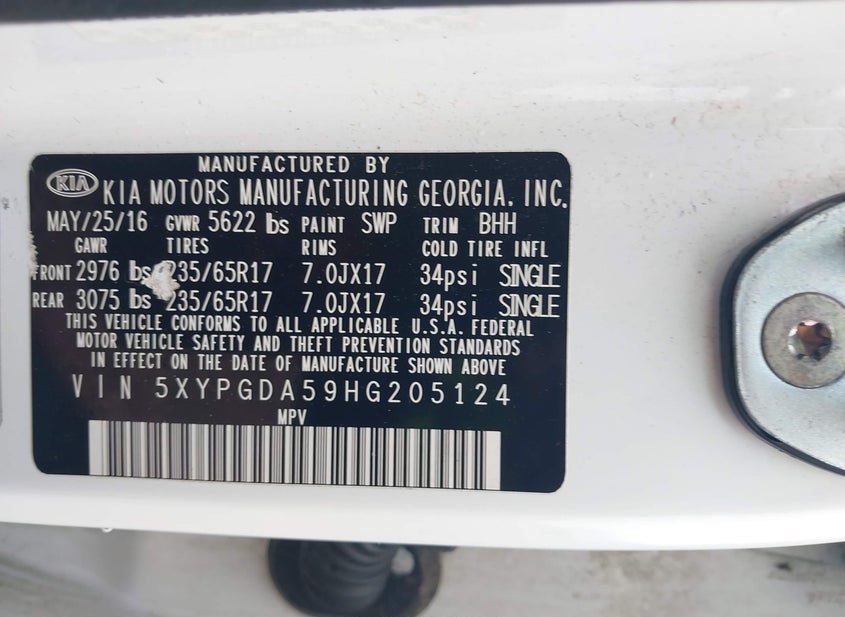 MANUFACTURED BY
KIA KIA MOTORS MANUFACTURING GEORGIA, INC.
MAY/25/16 GVWR 5622 lbs PAINT SWP TRIM BHH
GAWR TIRES RIMS COLD TIRE INFL
FRONT 2976 lbs 235/65R17 7.0JX17 34psi SINGLE
REAR 3075 lbs 235/65R17 7.0JX17 34psi SINGLE
THIS VEHICLE CONFORMS TO ALL APPLICABLE U.S.A. FEDERAL
MOTOR VEHICLE SAFETY AND THEFT PREVENTION STANDARDS
IN EFFECT ON THE DATE OF MANUFACTURE SHOWN ABOVE
VIN 5XYPGDA59HG205124
MPV